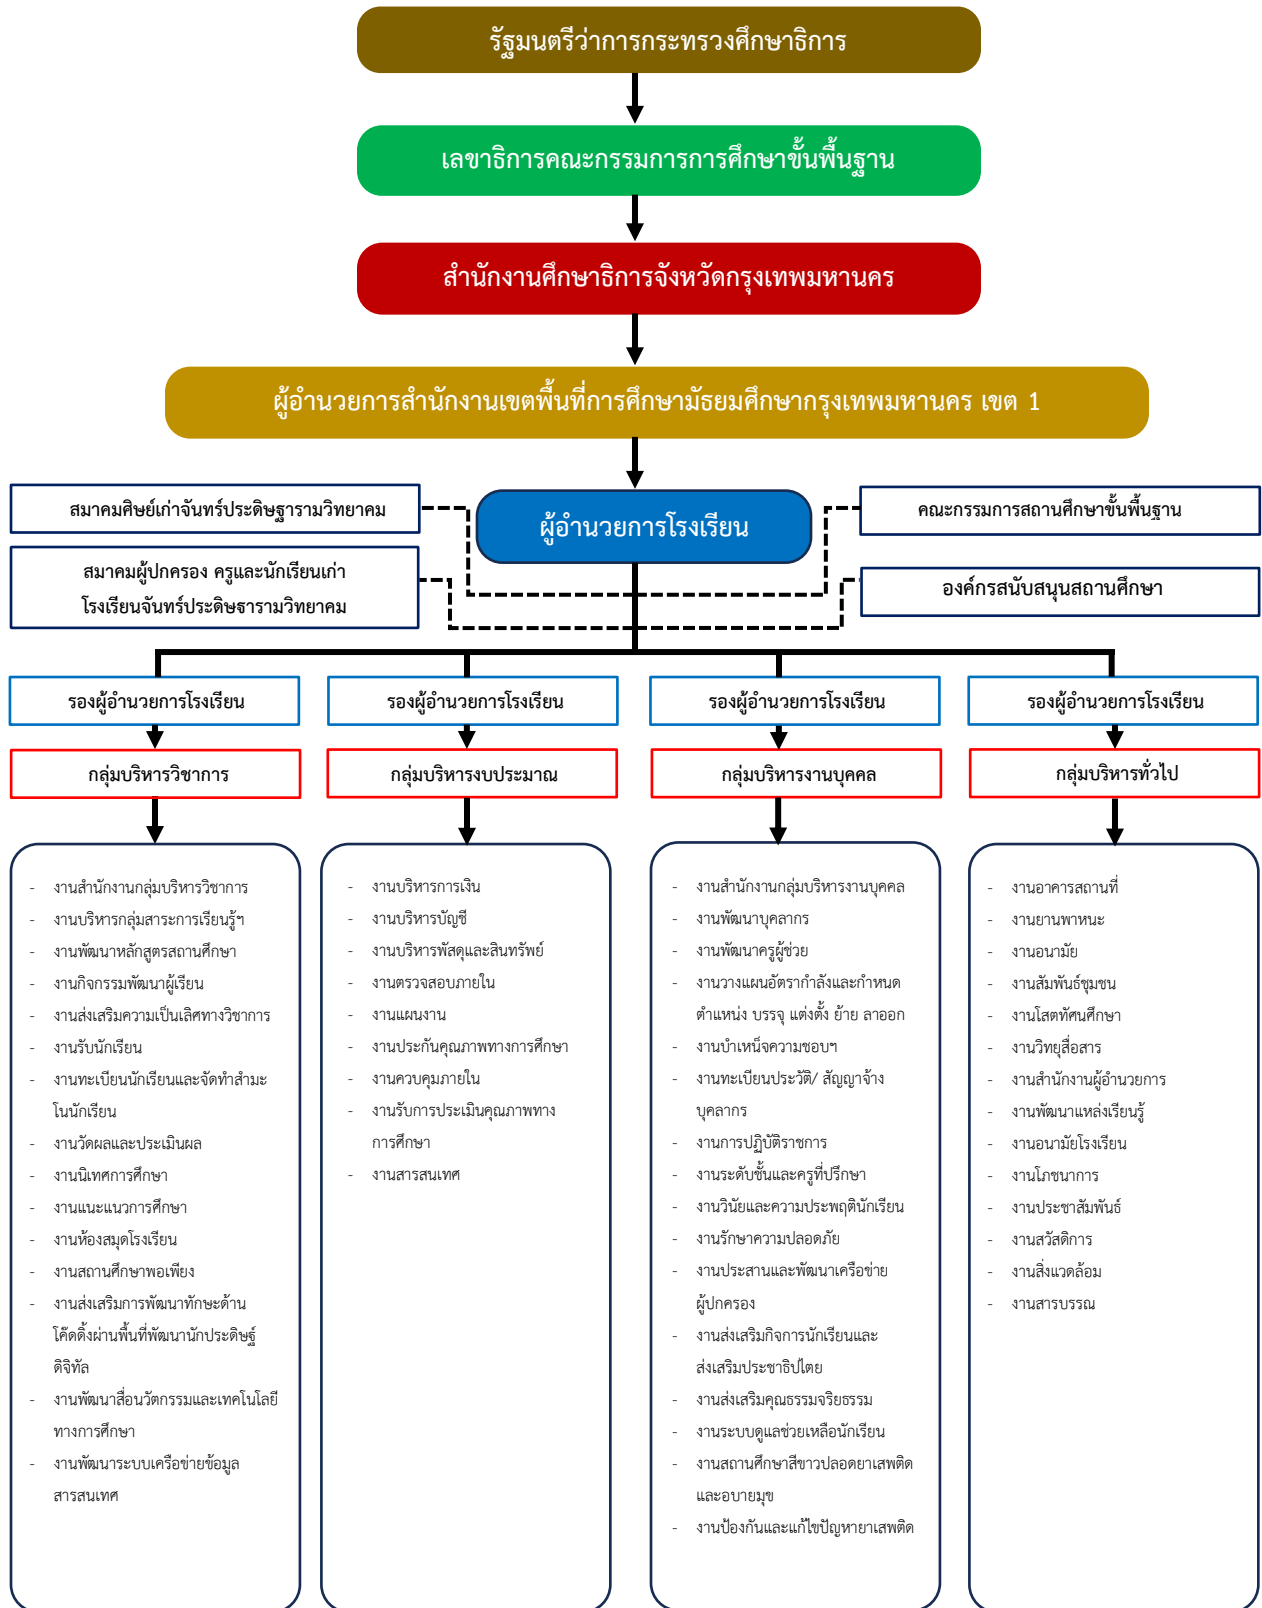 รัฐมนตรีว่าการกระทรวงศึกษาธิการ
เลขาธิการคณะกรรมการการศึกษาขั้นพื้นฐาน
สำนักงานศึกษาธิการจังหวัดกรุงเทพมหานคร
ผู้อำนวยการสำนักงานเขตพื้นที่การศึกษามัธยมศึกษากรุงเทพมหานคร เขต 1
สมาคมศิษย์เก่าจันทร์ประดิษฐารามวิทยาคม
ผู้อำนวยการโรงเรียน
คณะกรรมการสถานศึกษาขั้นพื้นฐาน
สมาคมผู้ปกครอง ครูและนักเรียนเก่า
โรงเรียนจันทร์ประดิษฐารามวิทยาคม
องค์กรสนับสนุนสถานศึกษา
รองผู้อำนวยการโรงเรียน
รองผู้อำนวยการโรงเรียน
รองผู้อำนวยการโรงเรียน
รองผู้อำนวยการโรงเรียน
กลุ่มบริหารวิชาการ
กลุ่มบริหารงบประมาณ
กลุ่มบริหารงานบุคคล
กลุ่มบริหารทั่วไป
- งานสำนักงานกลุ่มบริหารวิชาการ
- งานบริหารกลุ่มสาระการเรียนรู้ฯ
- งานพัฒนาหลักสูตรสถานศึกษา
- งานกิจกรรมพัฒนาผู้เรียน
- งานส่งเสริมความเป็นเลิศทางวิชาการ
- งานรับนักเรียน
- งานทะเบียนนักเรียนและจัดทำสำมะ
โนนักเรียน
- งานวัดผลและประเมินผล
- งานนิเทศการศึกษา
- งานแนะแนวการศึกษา
- งานห้องสมุดโรงเรียน
- งานสถานศึกษาพอเพียง
- งานส่งเสริมการพัฒนาทักษะด้าน
โค๊ดดิ้งผ่านพื้นที่พัฒนานักประดิษฐ์
ดิจิทัล
- งานพัฒนาสื่อนวัตกรรมและเทคโนโลยี
ทางการศึกษา
- งานพัฒนาระบบเครือข่ายข้อมูล
สารสนเทศ
- งานบริหารการเงิน
- งานบริหารบัญชี
- งานบริหารพัสดุและสินทรัพย์
- งานตรวจสอบภายใน
- งานแผนงาน
- งานประกันคุณภาพทางการศึกษา
- งานควบคุมภายใน
- งานรับการประเมินคุณภาพทาง
การศึกษา
- งานสารสนเทศ
- งานสำนักงานกลุ่มบริหารงานบุคคล
- งานพัฒนาบุคลากร
- งานพัฒนาครูผู้ช่วย
- งานวางแผนอัตรากำลังและกำหนด
ตำแหน่ง บรรจุ แต่งตั้ง ย้าย ลาออก
- งานบำเหน็จความชอบฯ
- งานทะเบียนประวัติ/ สัญญาจ้าง
บุคลากร
- งานการปฏิบัติราชการ
- งานระดับชั้นและครูที่ปรึกษา
- งานวินัยและความประพฤตินักเรียน
- งานรักษาความปลอดภัย
- งานประสานและพัฒนาเครือข่าย
ผู้ปกครอง
- งานส่งเสริมกิจการนักเรียนและ
ส่งเสริมประชาธิปไตย
- งานส่งเสริมคุณธรรมจริยธรรม
- งานระบบดูแลช่วยเหลือนักเรียน
- งานสถานศึกษาสีขาวปลอดยาเสพติด
และอบายมุข
- งานป้องกันและแก้ไขปัญหายาเสพติด
- งานอาคารสถานที่
- งานยานพาหนะ
- งานอนามัย
- งานสัมพันธ์ชุมชน
- งานโสตทัศนศึกษา
- งานวิทยุสื่อสาร
- งานสำนักงานผู้อำนวยการ
- งานพัฒนาแหล่งเรียนรู้
- งานอนามัยโรงเรียน
- งานโภชนาการ
- งานประชาสัมพันธ์
- งานสวัสดิการ
- งานสิ่งแวดล้อม
- งานสารบรรณ